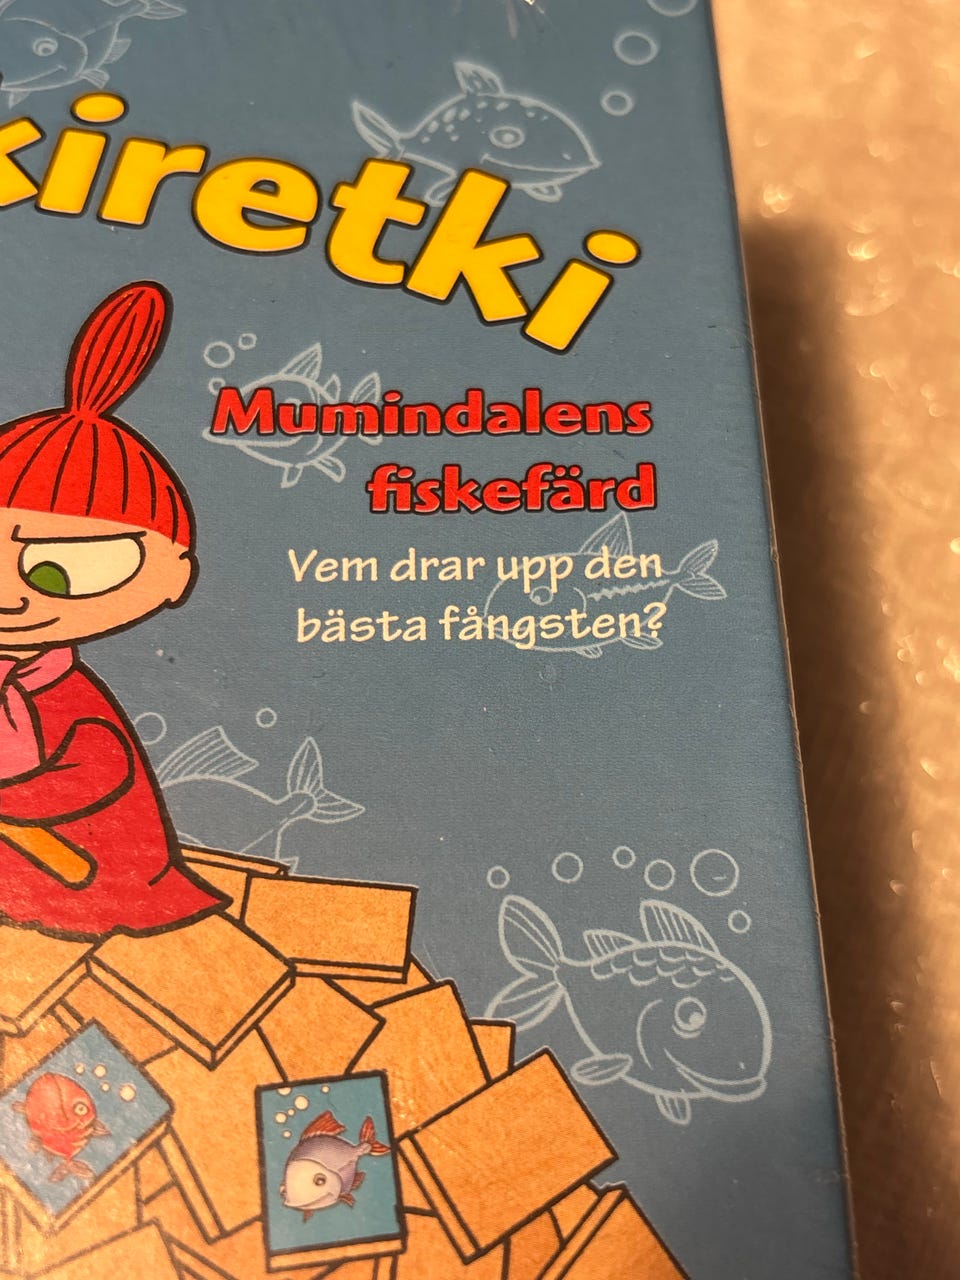 kiretki
Mumindalens
fiskefärd
Vem drar upp den
bästa fångsten?